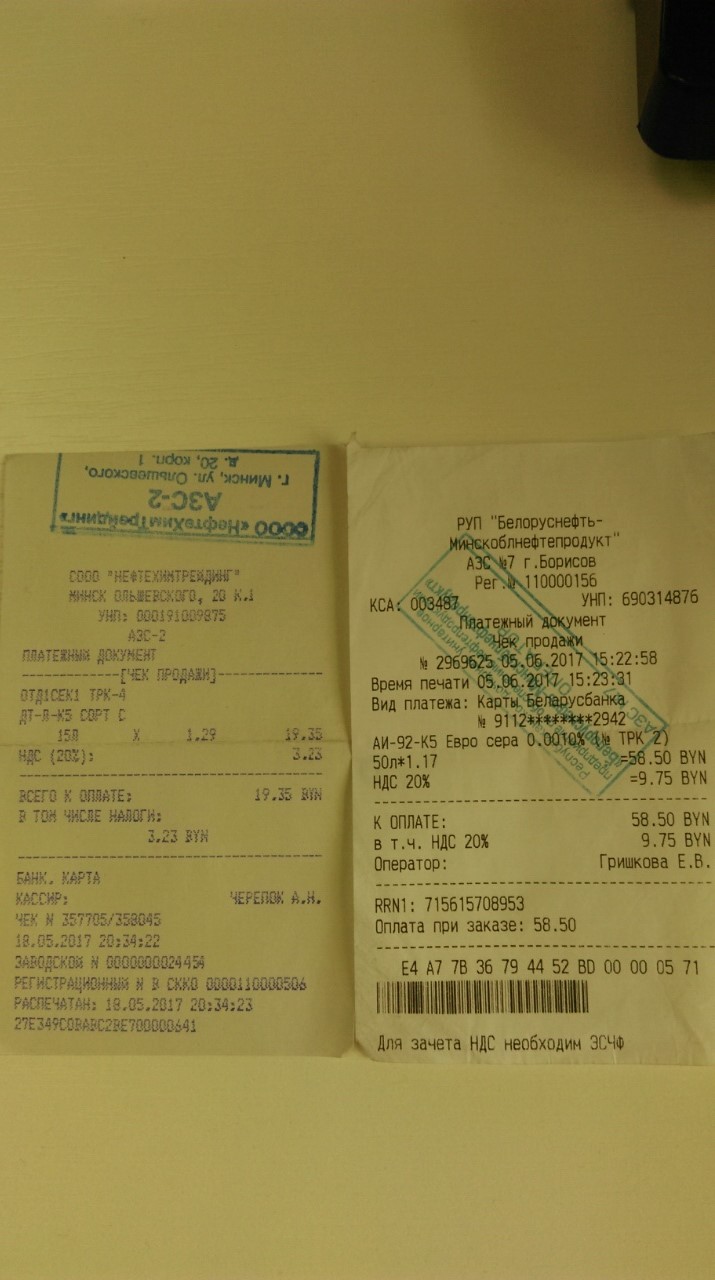 СООО «НефтеХимТрейдинг»
АЗС-2
г. Минск, ул. Ольшевского,
д. 20, корп. 1
СООО "НЕФТЕХИМТРЕЙДИНГ"
МИНСК ОЛЬШЕВСКОГО, 20 К.1
УНП: 000191009875
АЗС-2
ПЛАТЕЖНЫЙ ДОКУМЕНТ
------------[ЧЕК ПРОДАЖИ]------------
ОТД1СЕК1 ТРК-4
ДТ-Л-К5 СОРТ С
15Л X 1.29 19.35
НДС (20%): 3.23
ВСЕГО К ОПЛАТЕ: 19.35 BYN
В ТОМ ЧИСЛЕ НАЛОГИ:
3.23 BYN
БАНК. КАРТА
КАССИР: ЧЕРЕПОК А.Н.
ЧЕК N 357705/358045
18.05.2017 20:34:22
ЗАВОДСКОЙ N 0000000024454
РЕГИСТРАЦИОННЫЙ N В СККО 0000110000506
РАСПЕЧАТАН: 18.05.2017 20:34:23
27E349C0BABC2BE700000641
РУП "Белоруснефть-
Минскоблнефтепродукт"
АЗС №7 г.Борисов
Рег.№ 110000156
КСА: 003487 УНП: 690314876
Платежный документ
Чек продажи
№ 2969625 05.06.2017 15:22:58
Время печати 05.06.2017 15:23:31
Вид платежа: Карты Беларусбанка
№ 9112********2942
АИ-92-К5 Евро сера 0.0010% (№ ТРК 2)
50л*1.17 =58.50 BYN
НДС 20% =9.75 BYN
К ОПЛАТЕ: 58.50 BYN
в т.ч. НДС 20% 9.75 BYN
Оператор: Гришкова Е.В.
RRN1: 715615708953
Оплата при заказе: 58.50
E4 A7 7B 36 79 44 52 BD 00 00 05 71
Для зачета НДС необходим ЭСЧФ